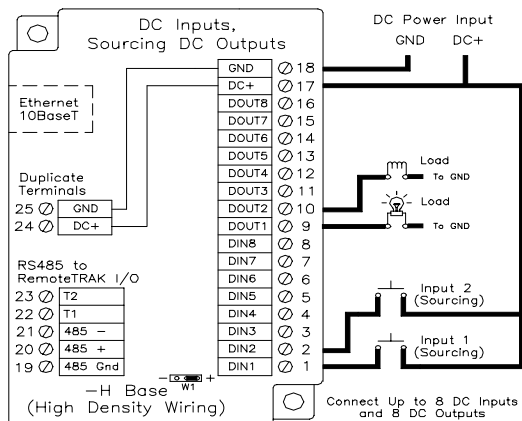 DC Inputs,
Sourcing DC Outputs
DC Power Input
GND DC+
Ethernet
10BaseT
GND 18
DC+ 17
DOUT8 16
DOUT7 15
DOUT6 14
DOUT5 13
DOUT4 12
DOUT3 11
DOUT2 10
DOUT1 9
DIN8 8
DIN7 7
DIN6 6
DIN5 5
DIN4 4
DIN3 3
DIN2 2
DIN1 1
Load
To GND
Load
To GND
Duplicate
Terminals
25 GND
24 DC+
RS485 to
RemoteTRAK I/O
23 T2
22 T1
21 485 -
20 485 +
19 485 Gnd
Input 2
(Sourcing)
Input 1
(Sourcing)
- +
W1
-H Base
(High Density Wiring)
Connect Up to 8 DC Inputs
and 8 DC Outputs